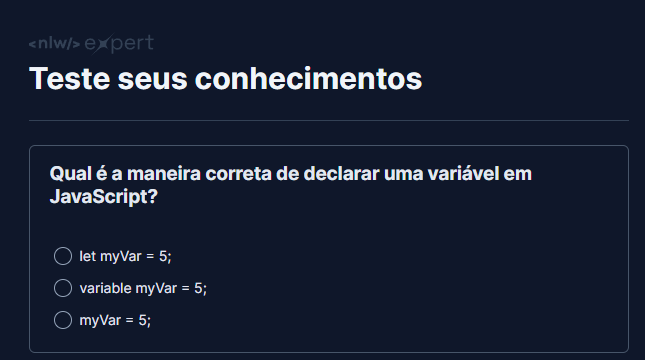 <nlw/> expert
Teste seus conhecimentos
Qual é a maneira correta de declarar uma variável em
JavaScript?
let myVar = 5;
variable myVar = 5;
myVar = 5;